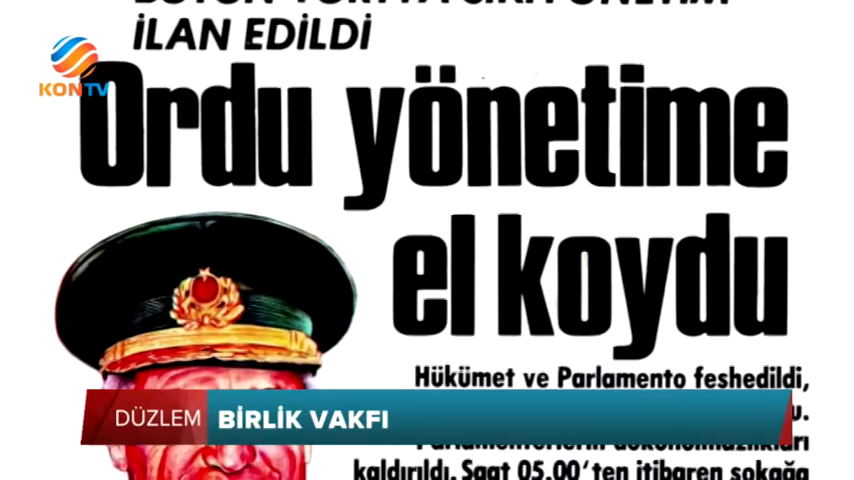 İLAN EDİLDİ
KONTV
Ordu yönetime
el koydu
Hükümet ve Parlamento feshedildi,
DÜZLEM BİRLİK VAKFI
kaldırıldı. Saat 05.00'ten itibaren sokağa